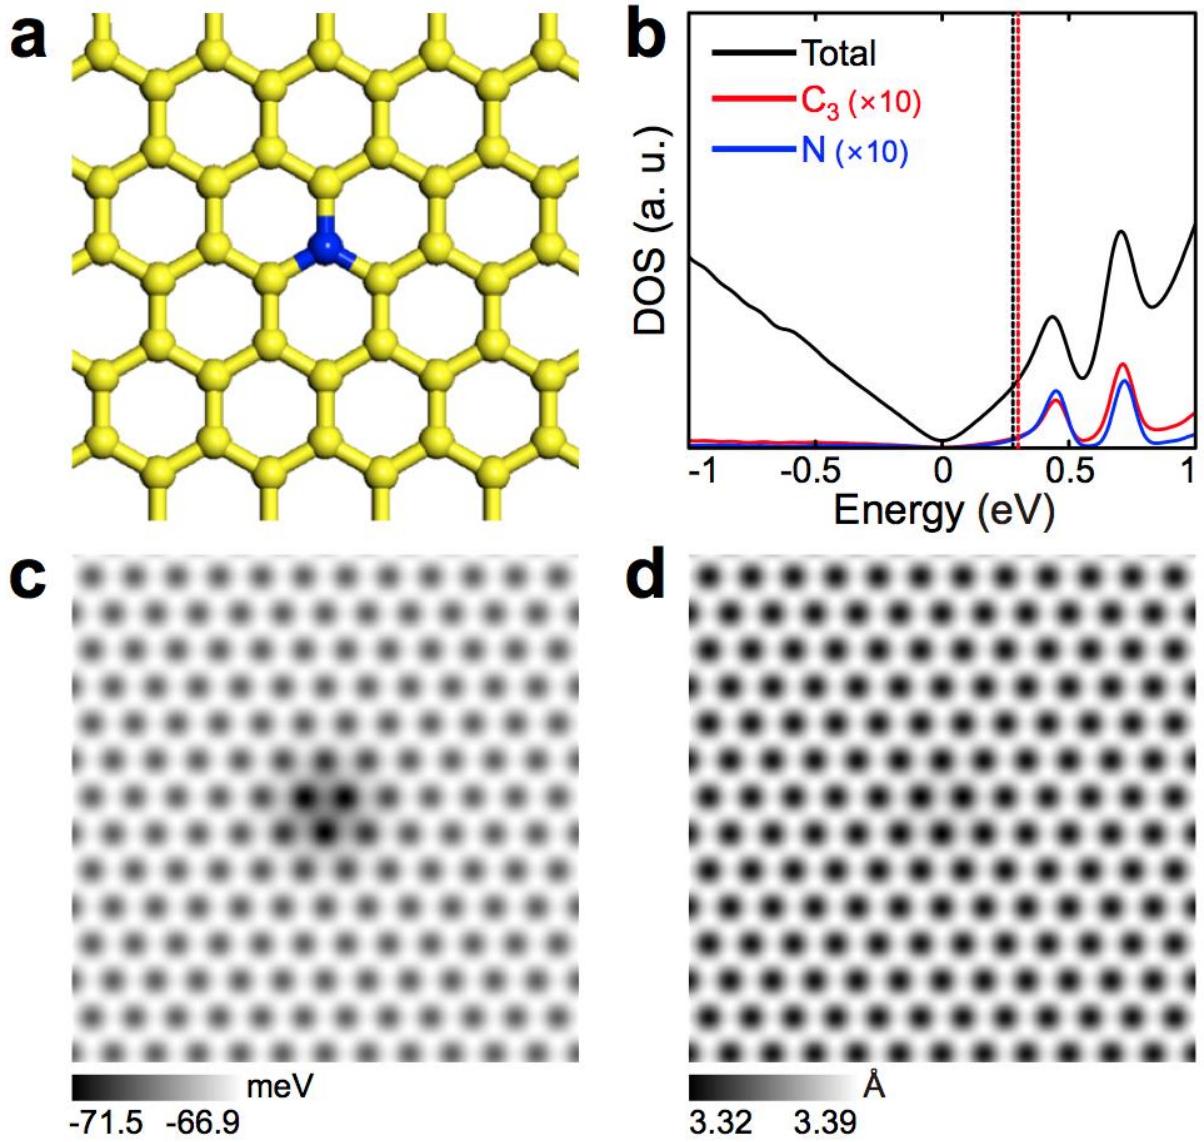 a
b
Total
C₃ (×10)
N (×10)
DOS (a. u.)
-1 -0.5 0 0.5 1
Energy (eV)
c
d
meV
-71.5 -66.9
Å
3.32 3.39